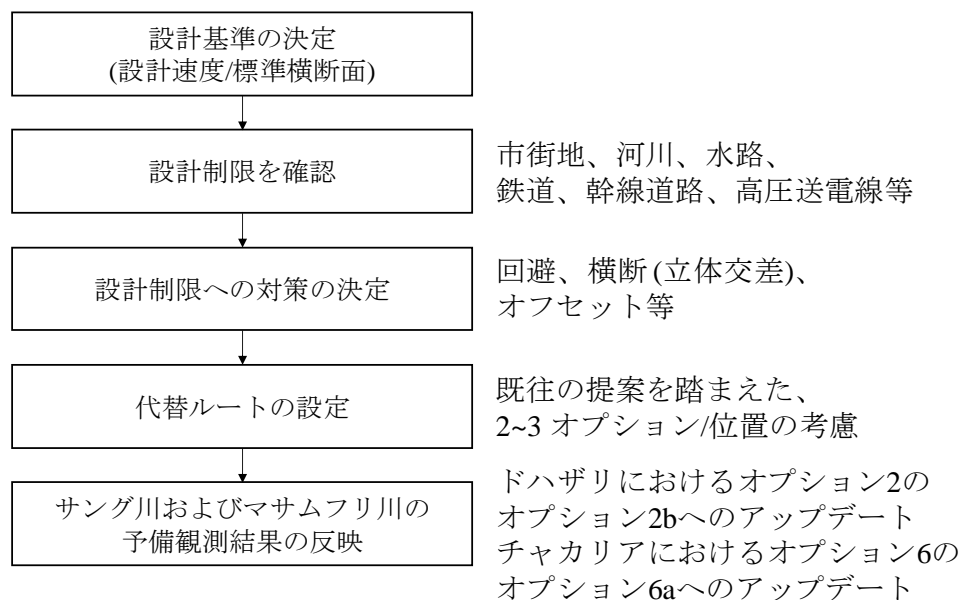 設計基準の決定
(設計速度/標準横断面)
設計制限を確認
市街地、河川、水路、
鉄道、幹線道路、高圧送電線等
設計制限への対策の決定
回避、横断(立体交差)、
オフセット等
代替ルートの設定
既往の提案を踏まえた、
2~3 オプション/位置の考慮
サング川およびマサムフリ川の
予備観測結果の反映
ドハザリにおけるオプション2の
オプション2bへのアップデート
チャカリアにおけるオプション6の
オプション6aへのアップデート